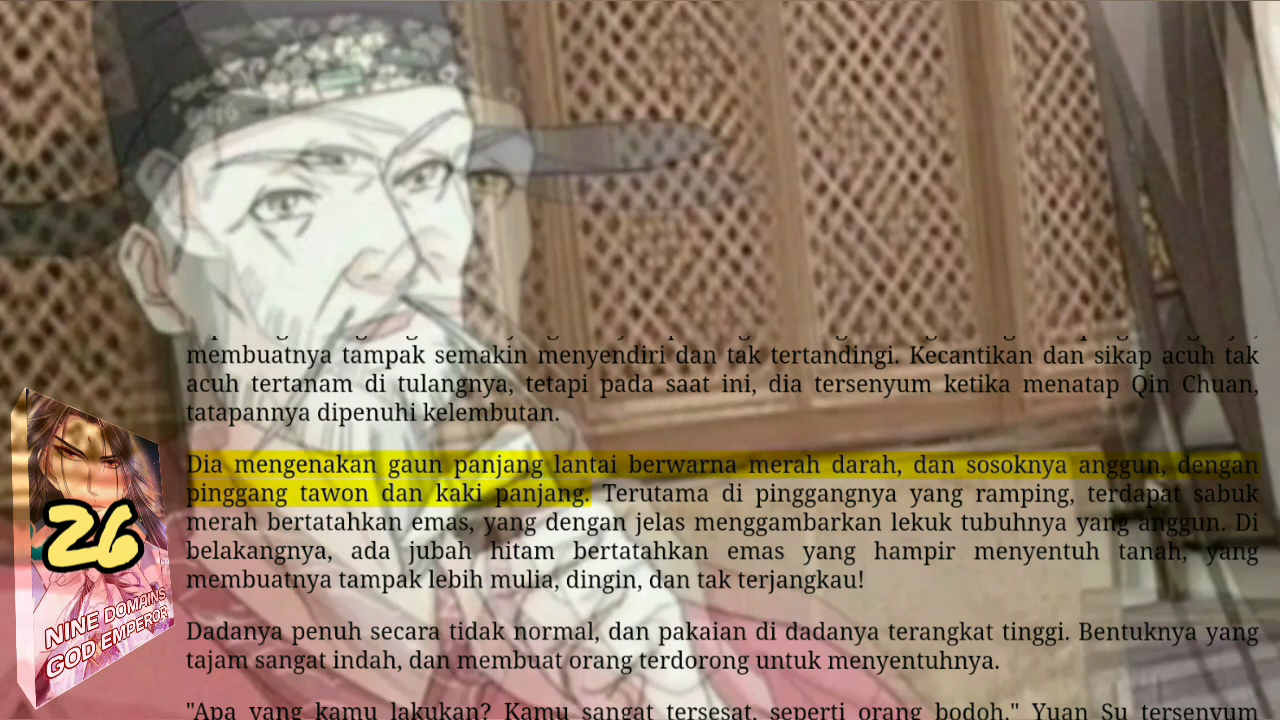 membuatnya tampak semakin menyendiri dan tak tertandingi. Kecantikan dan sikap acuh tak
acuh tertanam di tulangnya, tetapi pada saat ini, dia tersenyum ketika menatap Qin Chuan,
tatapannya dipenuhi kelembutan.
Dia mengenakan gaun panjang lantai berwarna merah darah, dan sosoknya anggun, dengan
pinggang tawon dan kaki panjang. Terutama di pinggangnya yang ramping, terdapat sabuk
merah bertatahkan emas, yang dengan jelas menggambarkan lekuk tubuhnya yang anggun. Di
belakangnya, ada jubah hitam bertatahkan emas yang hampir menyentuh tanah, yang
membuatnya tampak lebih mulia, dingin, dan tak terjangkau!
Dadanya penuh secara tidak normal, dan pakaian di dadanya terangkat tinggi. Bentuknya yang
tajam sangat indah, dan membuat orang terdorong untuk menyentuhnya.
"Apa yang kamu lakukan? Kamu sangat tersesat, seperti orang bodoh." Yuan Su tersenyum
26
NINE DOMAINS
GOD EMPEROR